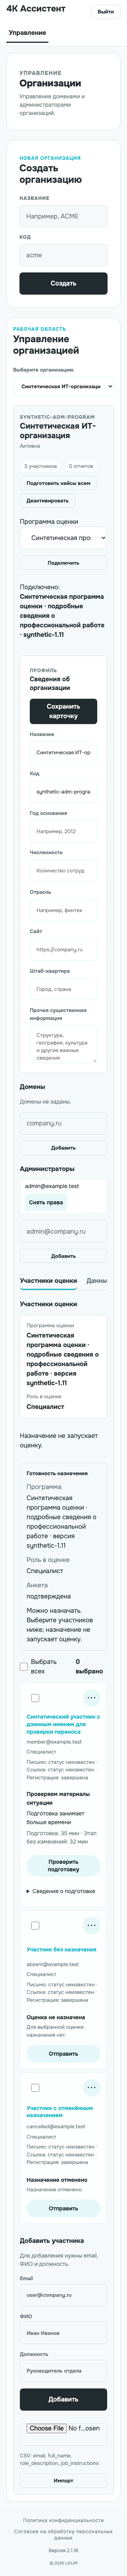 4К Ассистент
Выйти
Управление
УПРАВЛЕНИЕ
Организации
Управление доменами и
администраторами
организаций.
НОВАЯ ОРГАНИЗАЦИЯ
Создать
организацию
НАЗВАНИЕ
Например, ACME
КОД
acme
Создать
РАБОЧАЯ ОБЛАСТЬ
Управление
организацией
Выберите организацию
Синтетическая ИТ-организаци
SYNTHETIC-ADM-PROGRAM
Синтетическая ИТ-
организация
Активна
3 участников
0 отчетов
Подготовить кейсы всем
Деактивировать
Программа оценки
Синтетическая прог
Подключить
Подключено:
Синтетическая программа
оценки · подробные
сведения о
профессиональной работе
· synthetic-1.11
ПРОФИЛЬ
Сведения об
организации
Сохранить
карточку
Название
Синтетическая ИТ-ор
Код
synthetic-adm-progra
Год основания
Например, 2012
Численность
Количество сотруд
Отрасль
Например, финтех
Сайт
https://company.ru
Штаб-квартира
Город, страна
Прочая существенная
информация
Структура,
география, культура
и другие важные
сведения
Домены
Домены не заданы.
company.ru
Добавить
Администраторы
admin@example.test
Снять права
admin@company.ru
Добавить
Участники оценки
Данны
Участники оценки
Программа оценки
Синтетическая
программа оценки ·
подробные сведения о
профессиональной
работе · версия
synthetic-1.11
Роль в оценке
Специалист
Назначение не запускает
оценку.
Готовность назначения
Программа
Синтетическая
программа оценки ·
подробные сведения о
профессиональной
работе · версия
synthetic-1.11
Роль в оценке
Специалист
Анкета
подтверждена
Можно назначать.
Выберите участников
ниже; назначение не
запускает оценку.
Выбрать
всех
0
выбрано
Синтетический участник с
длинным именем для
проверки переноса
member@example.test
Специалист
Письмо: статус неизвестен ·
Ссылка: статус неизвестен ·
Регистрация: завершена
Проверяем материалы
ситуации
Подготовка занимает
больше времени
Подготовка: 35 мин · Этап
без изменений: 32 мин
Проверить
подготовку
Сведения о подготовке
Участник без назначения
absent@example.test
Специалист
Письмо: статус неизвестен ·
Ссылка: статус неизвестен ·
Регистрация: завершена
Оценка не назначена
Для выбранной оценки
назначения нет.
Отправить
Участник с отменённым
назначением
cancelled@example.test
Специалист
Письмо: статус неизвестен ·
Ссылка: статус неизвестен ·
Регистрация: завершена
Назначение отменено
Назначение отменено.
Отправить
Добавить участника
Для добавления нужны email,
ФИО и должность.
Email
user@company.ru
ФИО
Иван Иванов
Должность
Руководитель отдела
Добавить
Choose File No f...osen
CSV: email, full_name,
role_description, job_instructions
Импорт
Политика конфиденциальности
Согласие на обработку персональных
данных
Версия 2.1.18
© 2026 LEIUM